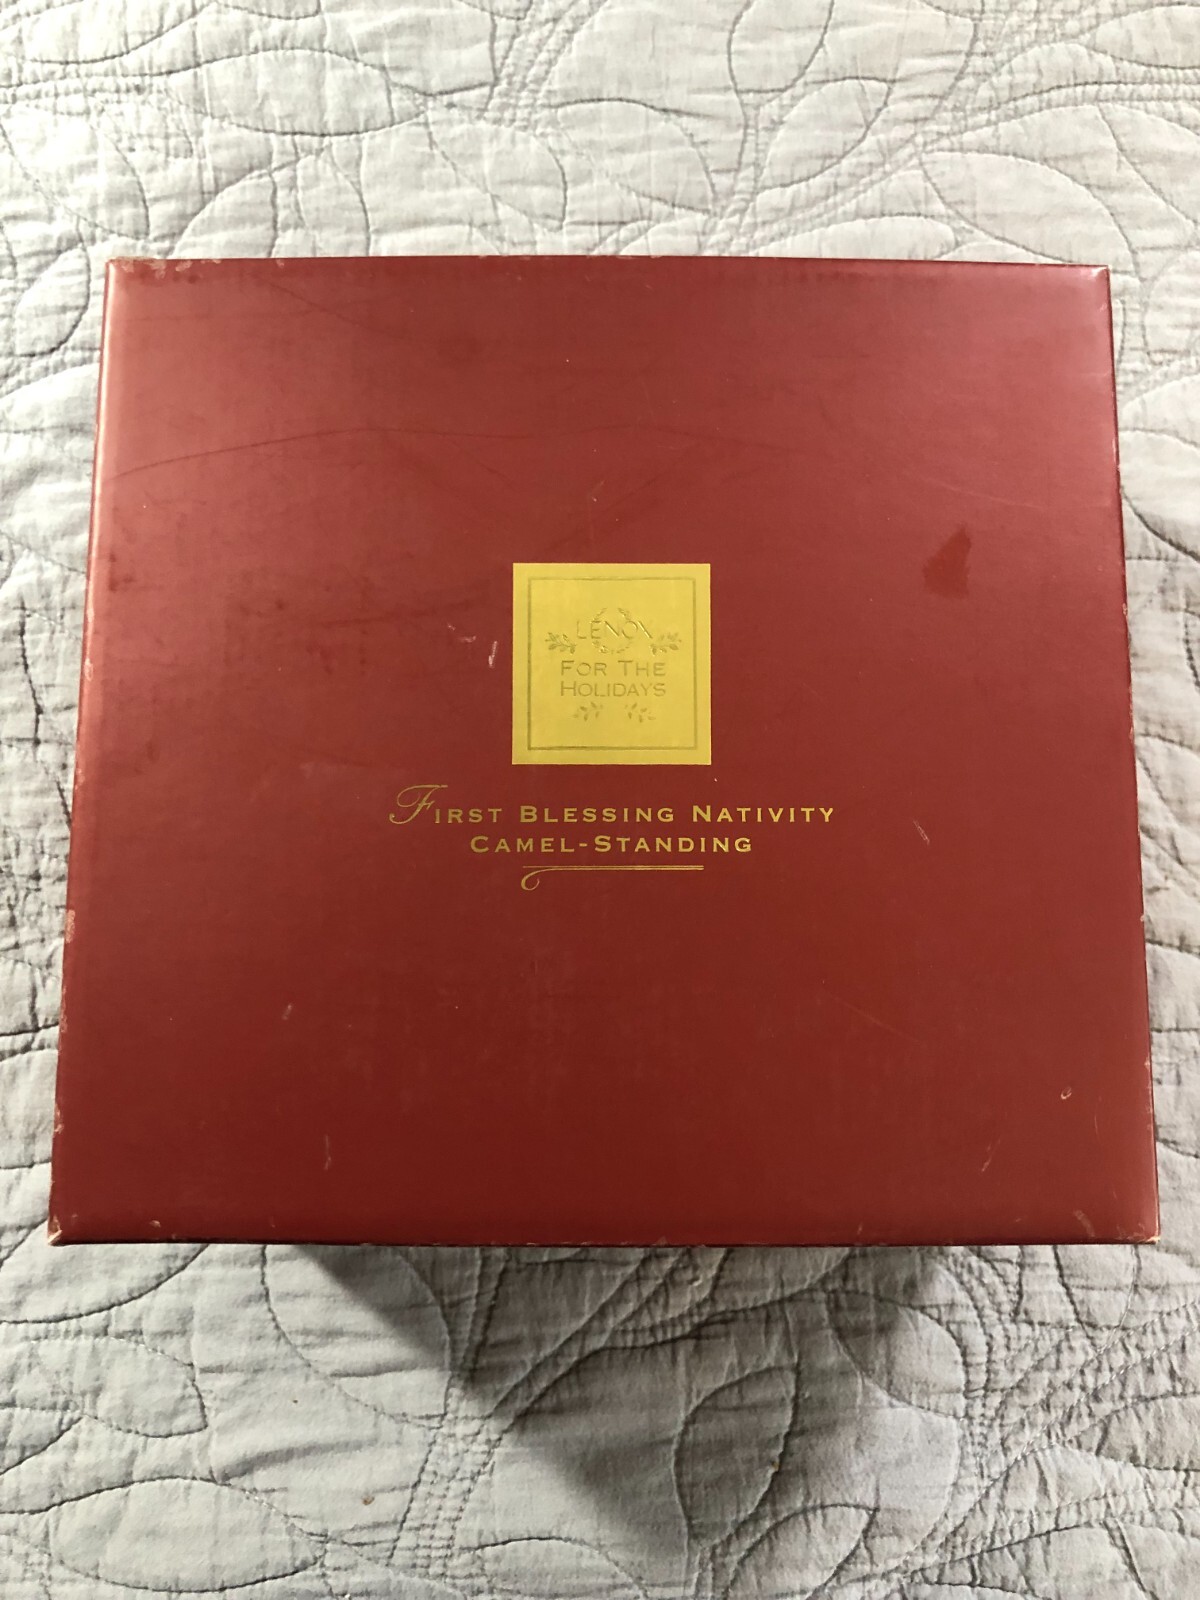 LENOX
FOR THE
HOLIDAYS
FIRST BLESSING NATIVITY
CAMEL-STANDING